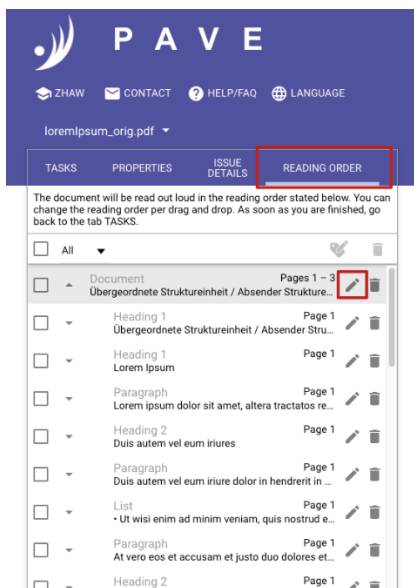 PAVE
ZHAW CONTACT HELP/FAQ LANGUAGE
loremIpsum_orig.pdf
TASKS PROPERTIES ISSUE DETAILS READING ORDER
The document will be read out loud in the reading order stated below. You can
change the reading order per drag and drop. As soon as you are finished, go
back to the tab TASKS.
All
Document Pages 1 – 3
Übergeordnete Struktureinheit / Absender Strukture...
Heading 1 Page 1
Übergeordnete Struktureinheit / Absender Stru...
Heading 1 Page 1
Lorem Ipsum
Paragraph Page 1
Lorem ipsum dolor sit amet, altera tractatos re...
Heading 2 Page 1
Duis autem vel eum iriures
Paragraph Page 1
Duis autem vel eum iriure dolor in hendrerit in ...
List Page 1
• Ut wisi enim ad minim veniam, quis nostrud e...
Paragraph Page 1
At vero eos et accusam et justo duo dolores et...
Heading 2 Page 1